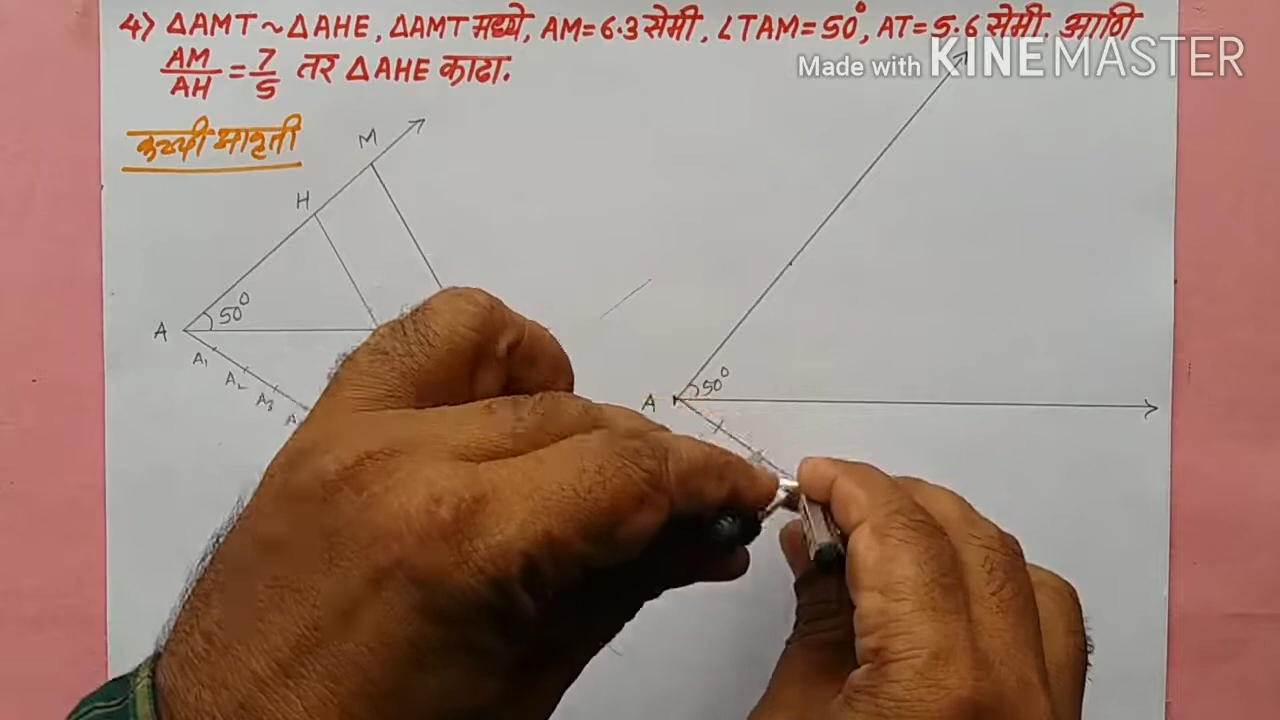 4) ΔAMT ~ ΔAHE, ΔAMT मध्ये, AM=6.3 सेमी, ∠TAM=50°, AT=5.6 सेमी. आणि
AM/AH = 7/5 तर ΔAHE काढा.
Made with KINEMASTER
कच्ची आकृती
M
H
A
50°
A₁
A₂
A₃
A
A
50°